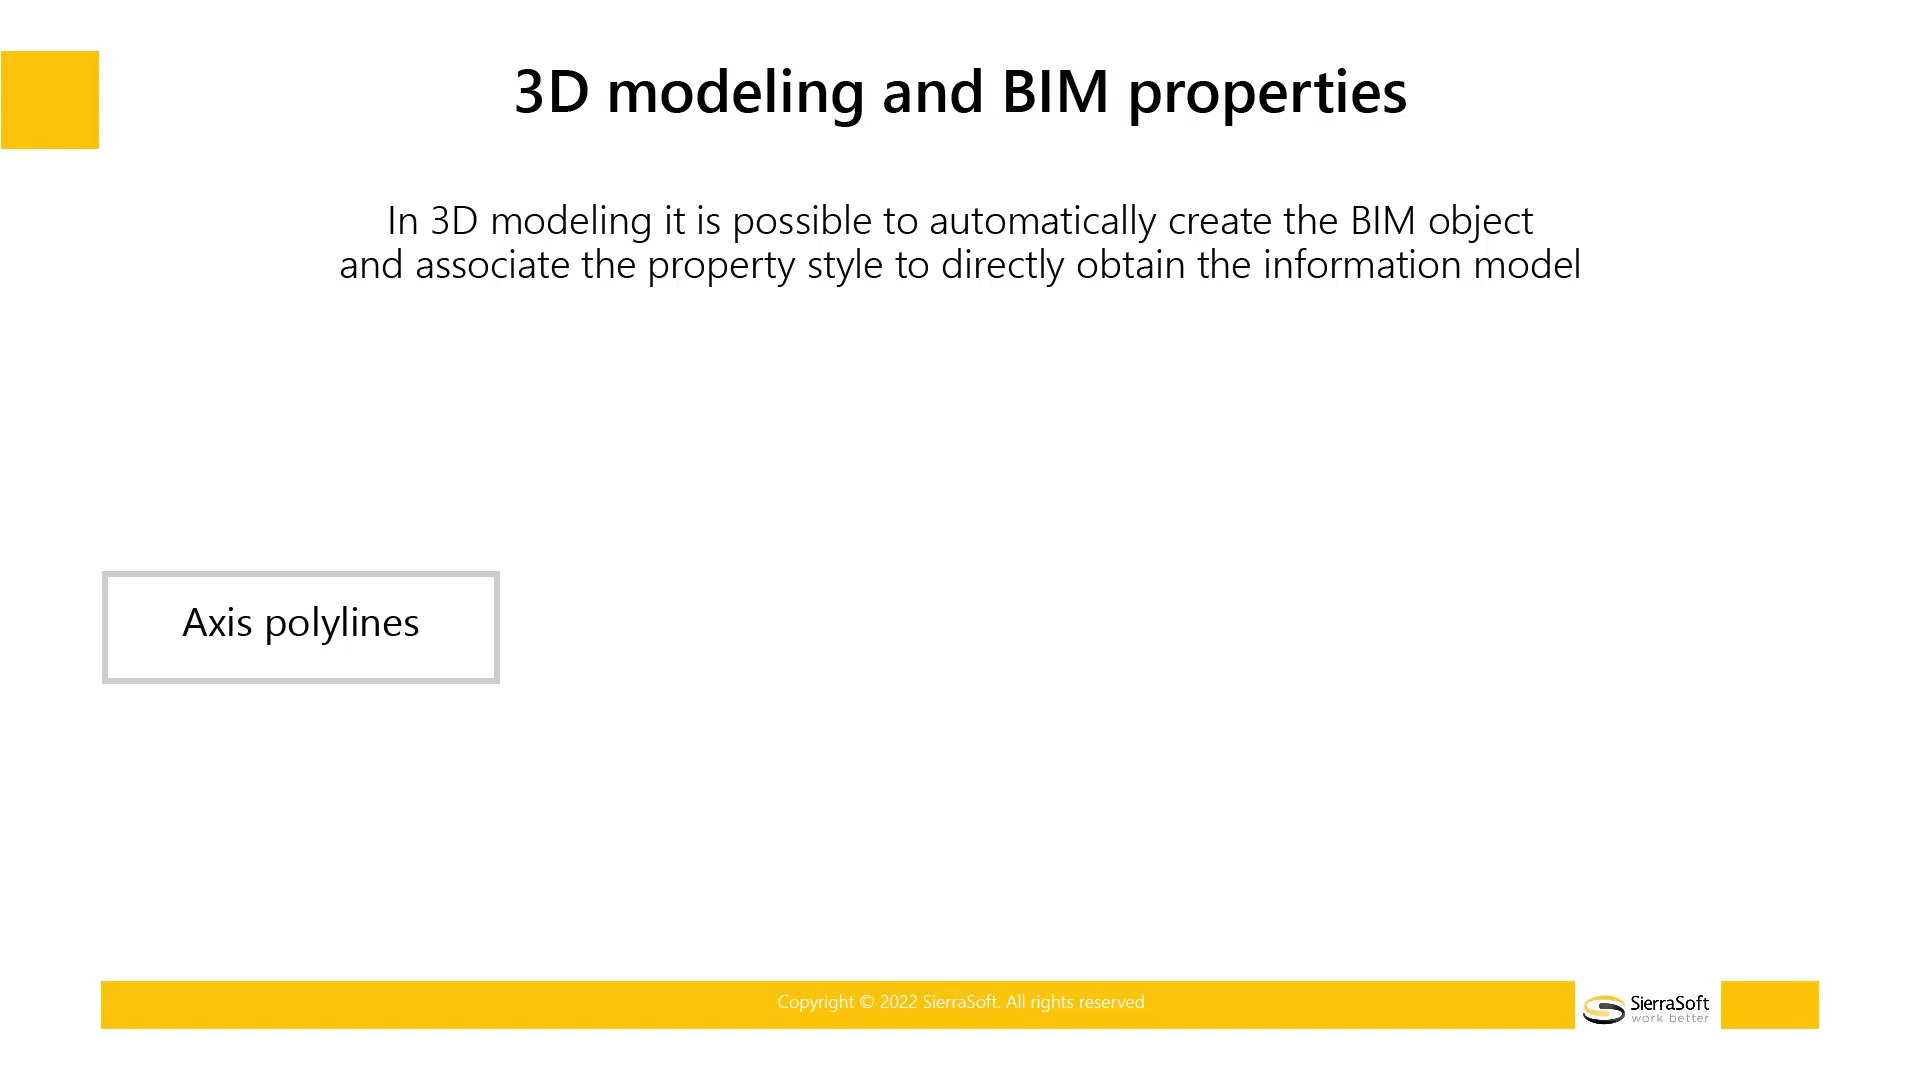 3D modeling and BIM properties
In 3D modeling it is possible to automatically create the BIM object
and associate the property style to directly obtain the information model
Axis polylines
Copyright © 2022 SierraSoft. All rights reserved
SierraSoft
work better